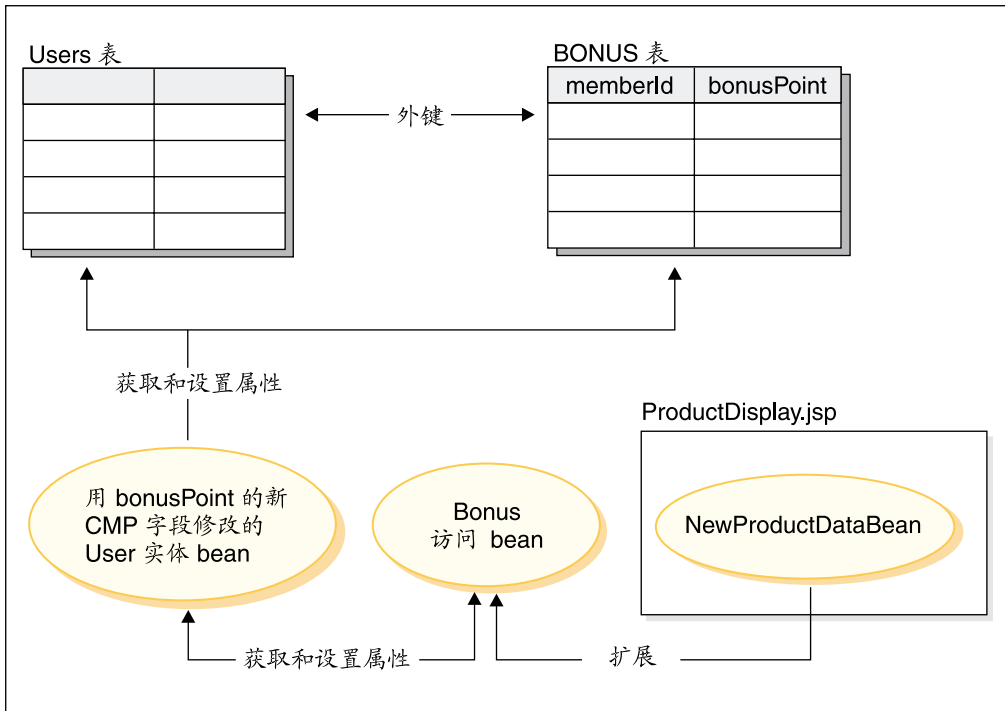 Users 表
BONUS 表
memberId
bonusPoint
外键
获取和设置属性
ProductDisplay.jsp
用 bonusPoint 的新
CMP 字段修改的
User 实体 bean
Bonus
访问 bean
NewProductDataBean
获取和设置属性
扩展